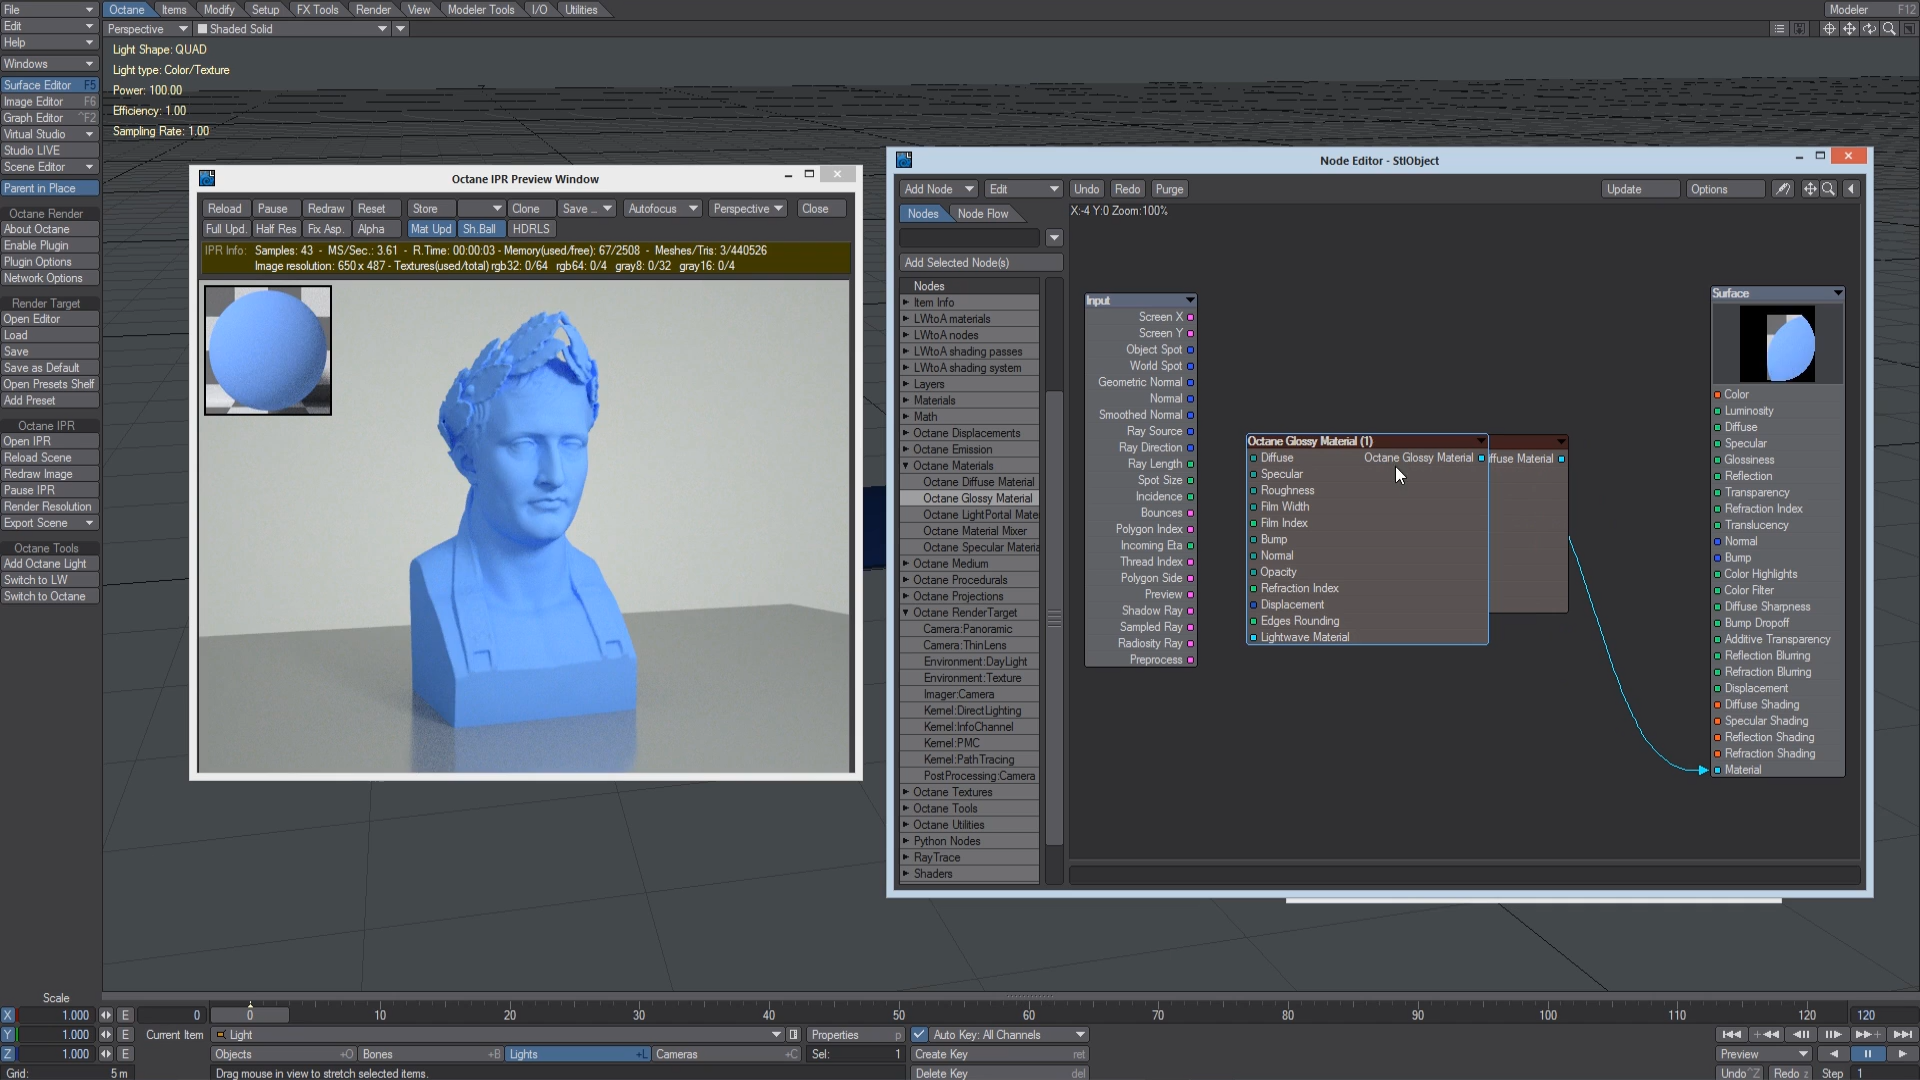 File
Edit
Help
Windows
Surface Editor F5
Image Editor F6
Graph Editor ^F2
Virtual Studio
Studio LIVE
Scene Editor
Parent in Place
Octane Render
About Octane
Enable Plugin
Plugin Options
Network Options
Render Target
Open Editor
Load
Save
Save as Default
Open Presets Shelf
Add Preset
Octane IPR
Open IPR
Reload Scene
Redraw Image
Pause IPR
Render Resolution
Export Scene
Octane Tools
Add Octane Light
Switch to LW
Switch to Octane
Octane Items Modify Setup FX Tools Render View Modeler Tools I/O Utilities
Modeler F12
Perspective Shaded Solid
Light Shape: QUAD
Light type: Color/Texture
Power: 100.00
Efficiency: 1.00
Sampling Rate: 1.00
Octane IPR Preview Window
Reload Pause Redraw Reset Store Clone Save ... Autofocus Perspective Close
Full Upd. Half Res Fix Asp. Alpha Mat Upd Sh.Ball HDRLS
IPR Info: Samples: 43 - MS/Sec.: 3.61 - R.Time: 00:00:03 - Memory(used/free): 67/2508 - Meshes/Tris: 3/440526
Image resolution: 650 x 487 - Textures(used/total) rgb32: 0/64 rgb64: 0/4 gray8: 0/32 gray16: 0/4
Node Editor - StlObject
Add Node Edit Undo Redo Purge Update Options
Nodes Node Flow
X:-4 Y:0 Zoom:100%
Add Selected Node(s)
Nodes
Item Info
LWtoA materials
LWtoA nodes
LWtoA shading passes
LWtoA shading system
Layers
Materials
Math
Octane Displacements
Octane Emission
Octane Materials
Octane Diffuse Material
Octane Glossy Material
Octane LightPortal Mate
Octane Material Mixer
Octane Specular Materia
Octane Medium
Octane Procedurals
Octane Projections
Octane RenderTarget
Camera:Panoramic
Camera:ThinLens
Environment:DayLight
Environment:Texture
Imager:Camera
Kernel:DirectLighting
Kernel:InfoChannel
Kernel:PMC
Kernel:PathTracing
PostProcessing:Camera
Octane Textures
Octane Tools
Octane Utilities
Python Nodes
RayTrace
Shaders
Input
Screen X
Screen Y
Object Spot
World Spot
Geometric Normal
Normal
Smoothed Normal
Ray Source
Ray Direction
Ray Length
Spot Size
Incidence
Bounces
Polygon Index
Incoming Eta
Thread Index
Polygon Side
Preview
Shadow Ray
Sampled Ray
Radiosity Ray
Preprocess
Octane Glossy Material (1)
Diffuse Octane Glossy Material
Specular
Roughness
Film Width
Film Index
Bump
Normal
Opacity
Refraction Index
Displacement
Edges Rounding
Lightwave Material
iffuse Material
Surface
Color
Luminosity
Diffuse
Specular
Glossiness
Reflection
Transparency
Refraction Index
Translucency
Normal
Bump
Color Highlights
Color Filter
Diffuse Sharpness
Bump Dropoff
Additive Transparency
Reflection Blurring
Refraction Blurring
Displacement
Diffuse Shading
Specular Shading
Reflection Shading
Refraction Shading
Material
Scale
X 1.000 E 0 0 10 20 30 40 50 60 70 80 90 100 110 120 120
Y 1.000 E Current Item Light Properties p Auto Key: All Channels
Z 1.000 E Objects +O Bones +B Lights +L Cameras +C Sel: 1 Create Key ret Preview
Grid: 5 m Drag mouse in view to stretch selected items. Delete Key del Undo ^Z Redo z Step 1